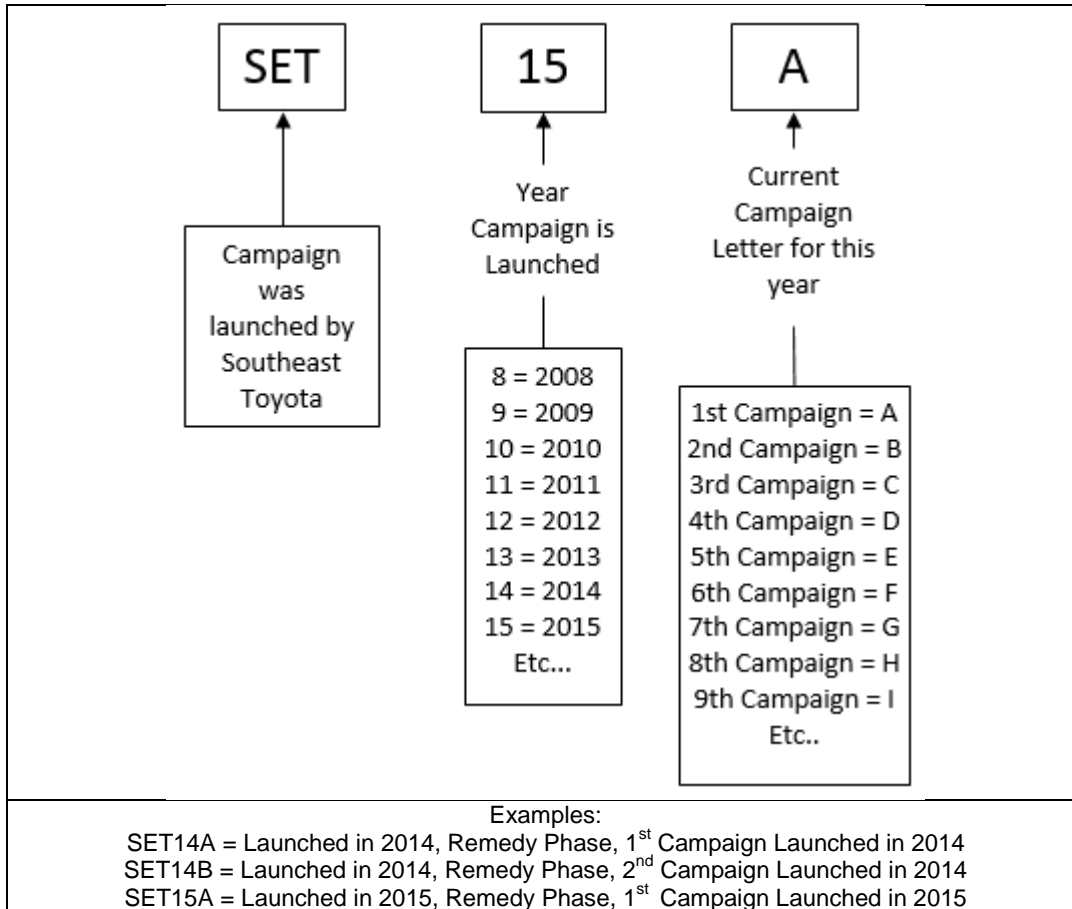 SET
15
A
Campaign
was
launched by
Southeast
Toyota
Year
Campaign is
Launched
8 = 2008
9 = 2009
10 = 2010
11 = 2011
12 = 2012
13 = 2013
14 = 2014
15 = 2015
Etc...
Current
Campaign
Letter for this
year
1st Campaign = A
2nd Campaign = B
3rd Campaign = C
4th Campaign = D
5th Campaign = E
6th Campaign = F
7th Campaign = G
8th Campaign = H
9th Campaign = I
Etc..
Examples:
SET14A = Launched in 2014, Remedy Phase, 1st Campaign Launched in 2014
SET14B = Launched in 2014, Remedy Phase, 2nd Campaign Launched in 2014
SET15A = Launched in 2015, Remedy Phase, 1st Campaign Launched in 2015